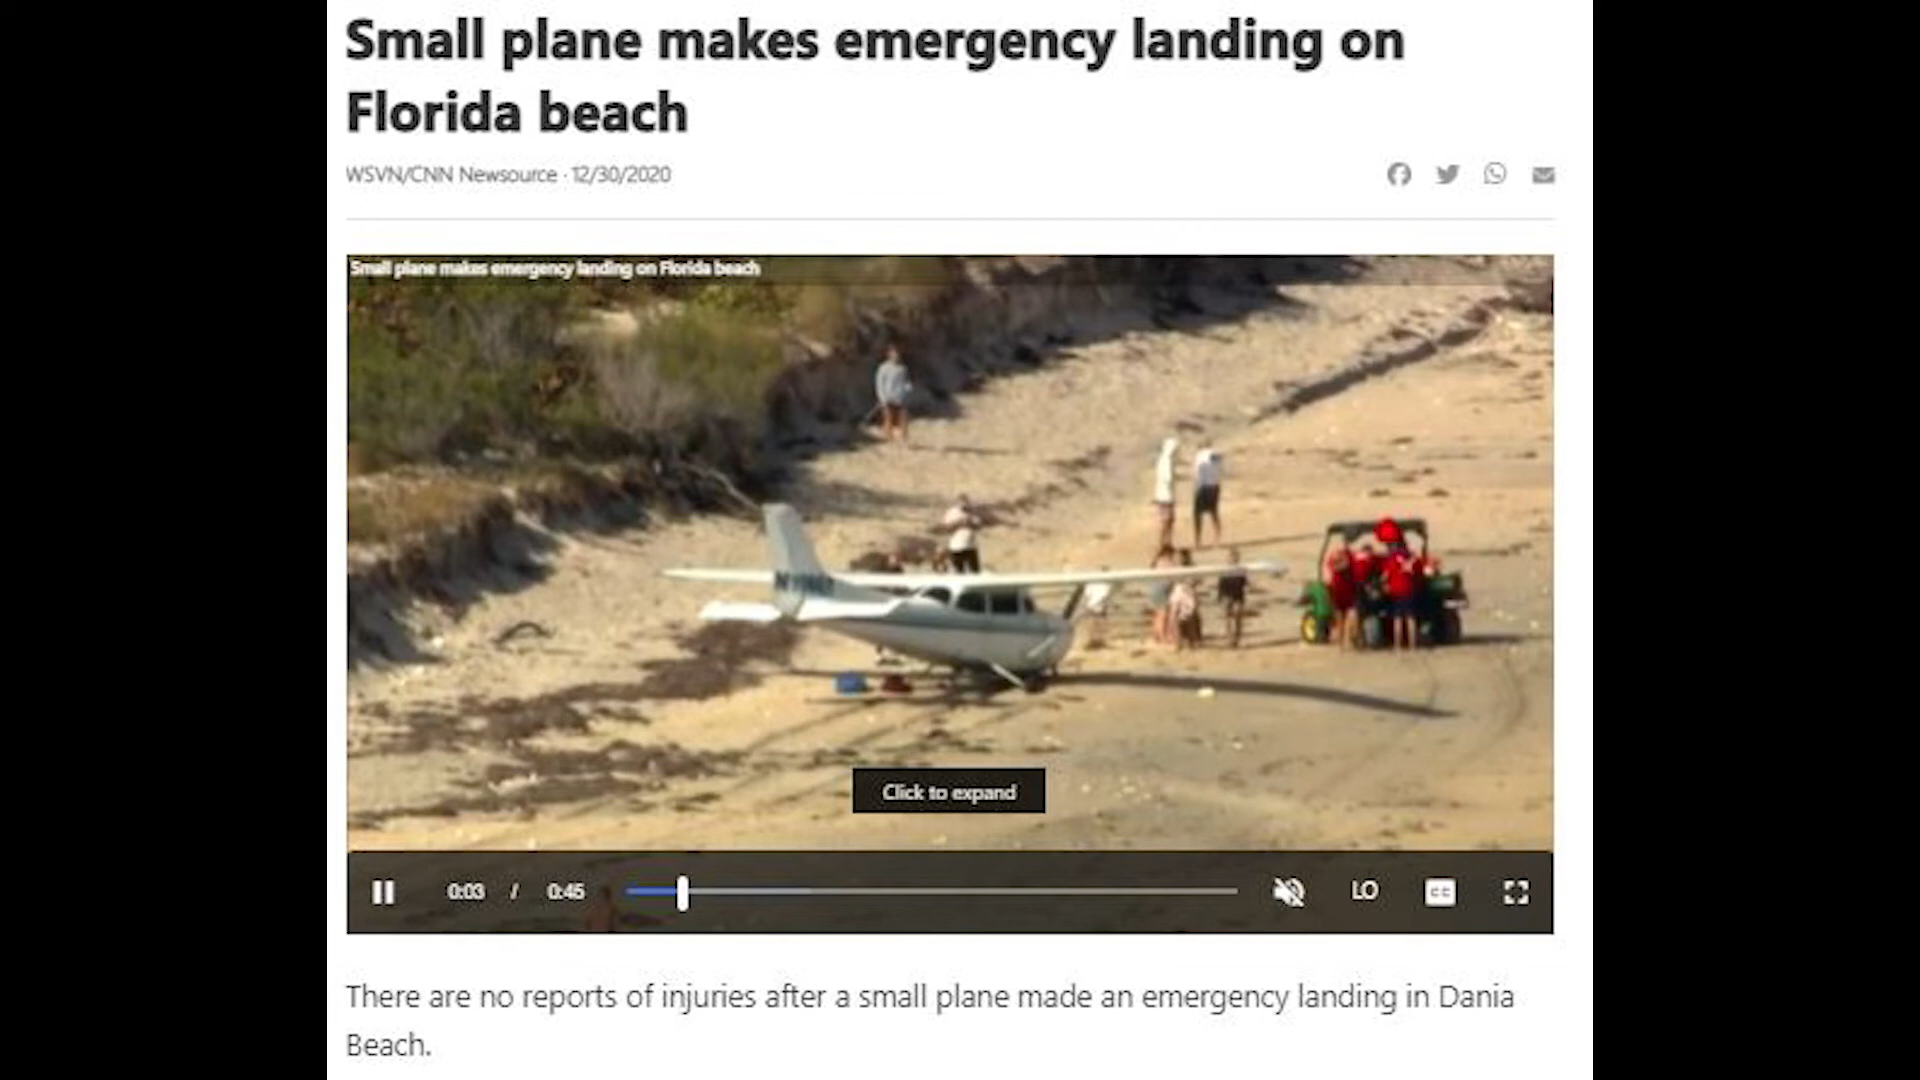 Small plane makes emergency landing on
Florida beach
WSVN/CNN Newsource · 12/30/2020
Small plane makes emergency landing on Florida beach
Click to expand
0:03 / 0:45
LO
CC
There are no reports of injuries after a small plane made an emergency landing in Dania
Beach.